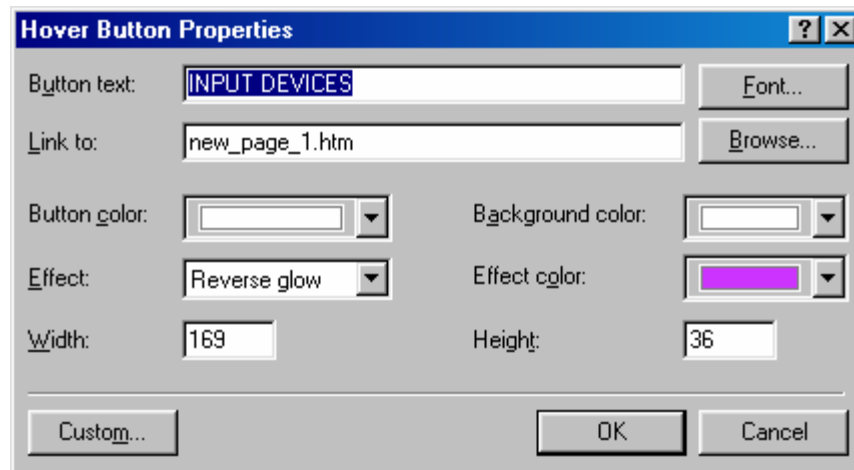 Hover Button Properties ? X
Button text: INPUT DEVICES Font...
Link to: new_page_1.htm Browse...
Button color: Background color:
Effect: Reverse glow Effect color:
Width: 169 Height: 36
Custom... OK Cancel